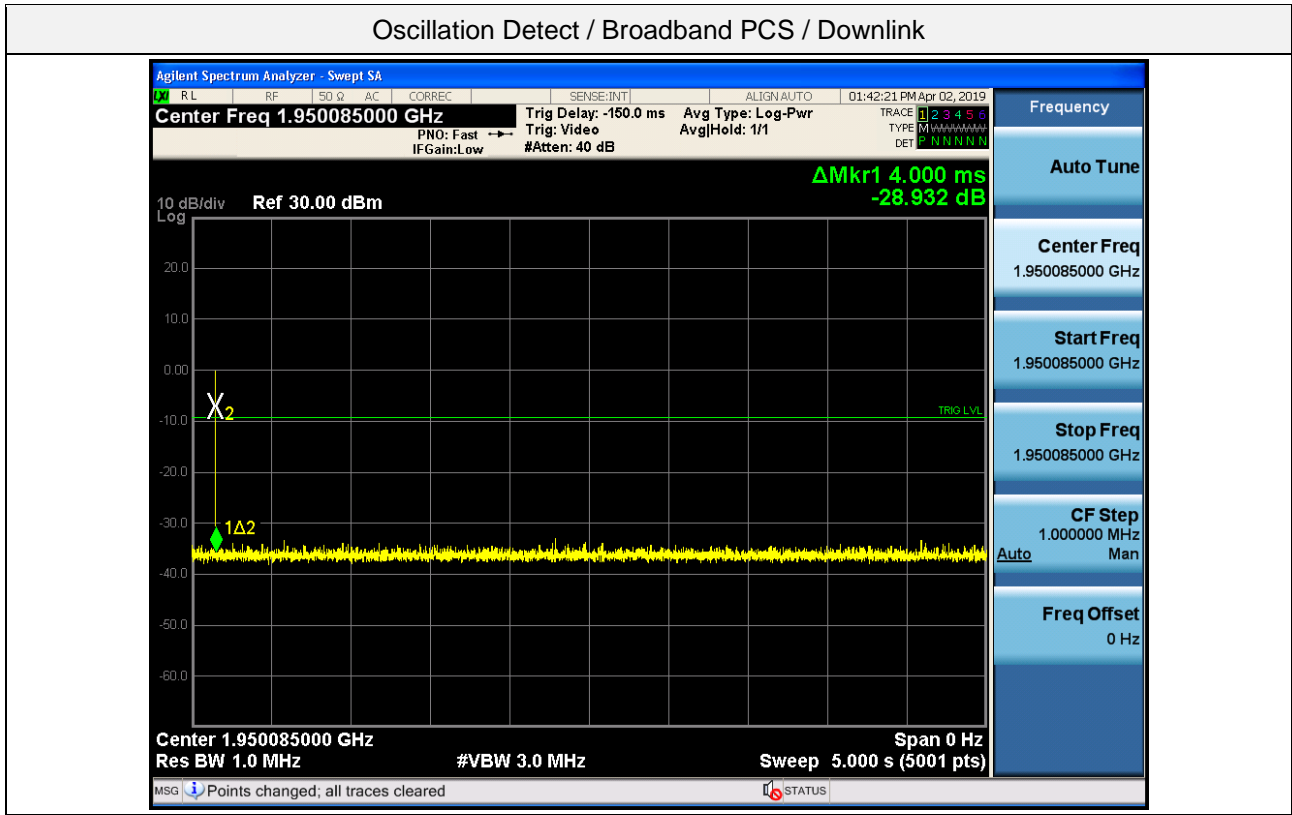 Oscillation Detect / Broadband PCS / Downlink
Agilent Spectrum Analyzer - Swept SA
LXI RL RF 50 Ω AC CORREC SENSE:INT ALIGN AUTO 01:42:21 PM Apr 02, 2019
Center Freq 1.950085000 GHz
PNO: Fast
IFGain:Low
Trig Delay: -150.0 ms
Trig: Video
#Atten: 40 dB
Avg Type: Log-Pwr
Avg|Hold: 1/1
TRACE 1 2 3 4 5 6
TYPE M
DET P N N N N N
ΔMkr1 4.000 ms
-28.932 dB
10 dB/div Ref 30.00 dBm
Log
20.0
10.0
0.00
X2
TRIG LVL
-10.0
-20.0
-30.0
1Δ2
-40.0
-50.0
-60.0
Center 1.950085000 GHz Span 0 Hz
Res BW 1.0 MHz #VBW 3.0 MHz Sweep 5.000 s (5001 pts)
MSG Points changed; all traces cleared STATUS
Frequency
Auto Tune
Center Freq
1.950085000 GHz
Start Freq
1.950085000 GHz
Stop Freq
1.950085000 GHz
CF Step
1.000000 MHz
Auto Man
Freq Offset
0 Hz